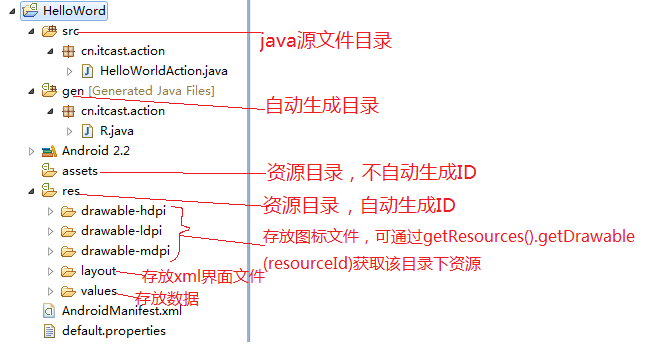 HelloWord
src
java源文件目录
cn.itcast.action
HelloWorldAction.java
gen [Generated Java Files]
自动生成目录
cn.itcast.action
R.java
Android 2.2
assets
资源目录，不自动生成ID
res
资源目录，自动生成ID
drawable-hdpi
drawable-ldpi
存放图标文件，可通过getResources().getDrawable
drawable-mdpi
(resourceId)获取该目录下资源
layout
存放xml界面文件
values
存放数据
AndroidManifest.xml
default.properties